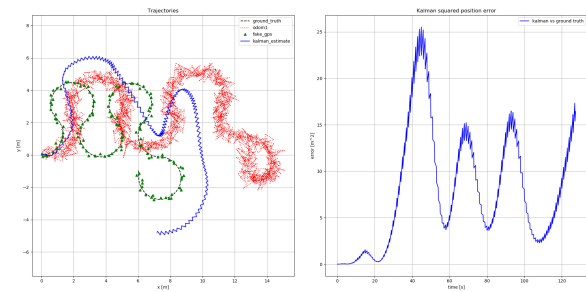 Trajectories
ground_truth
odom1
fake_gps
kalman_estimate
6
4
2
0
−2
−4
−6
y [m]
0
2
4
6
8
10
12
14
x [m]
Kalman squared position error
kalman vs ground truth
25
20
15
10
5
0
error [m^2]
0
20
40
60
80
100
120
time [s]